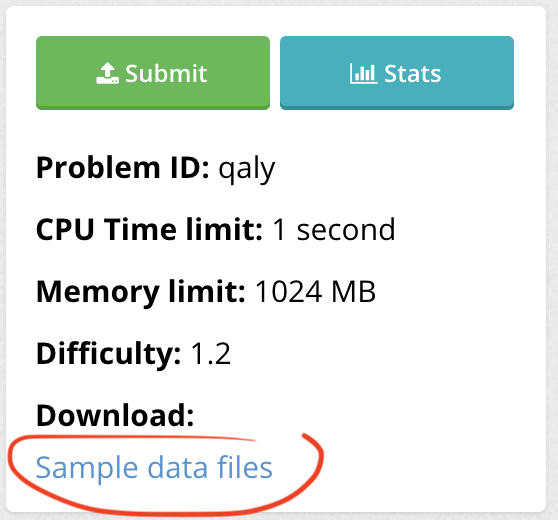 Submit
Stats
Problem ID: qaly
CPU Time limit: 1 second
Memory limit: 1024 MB
Difficulty: 1.2
Download:
Sample data files